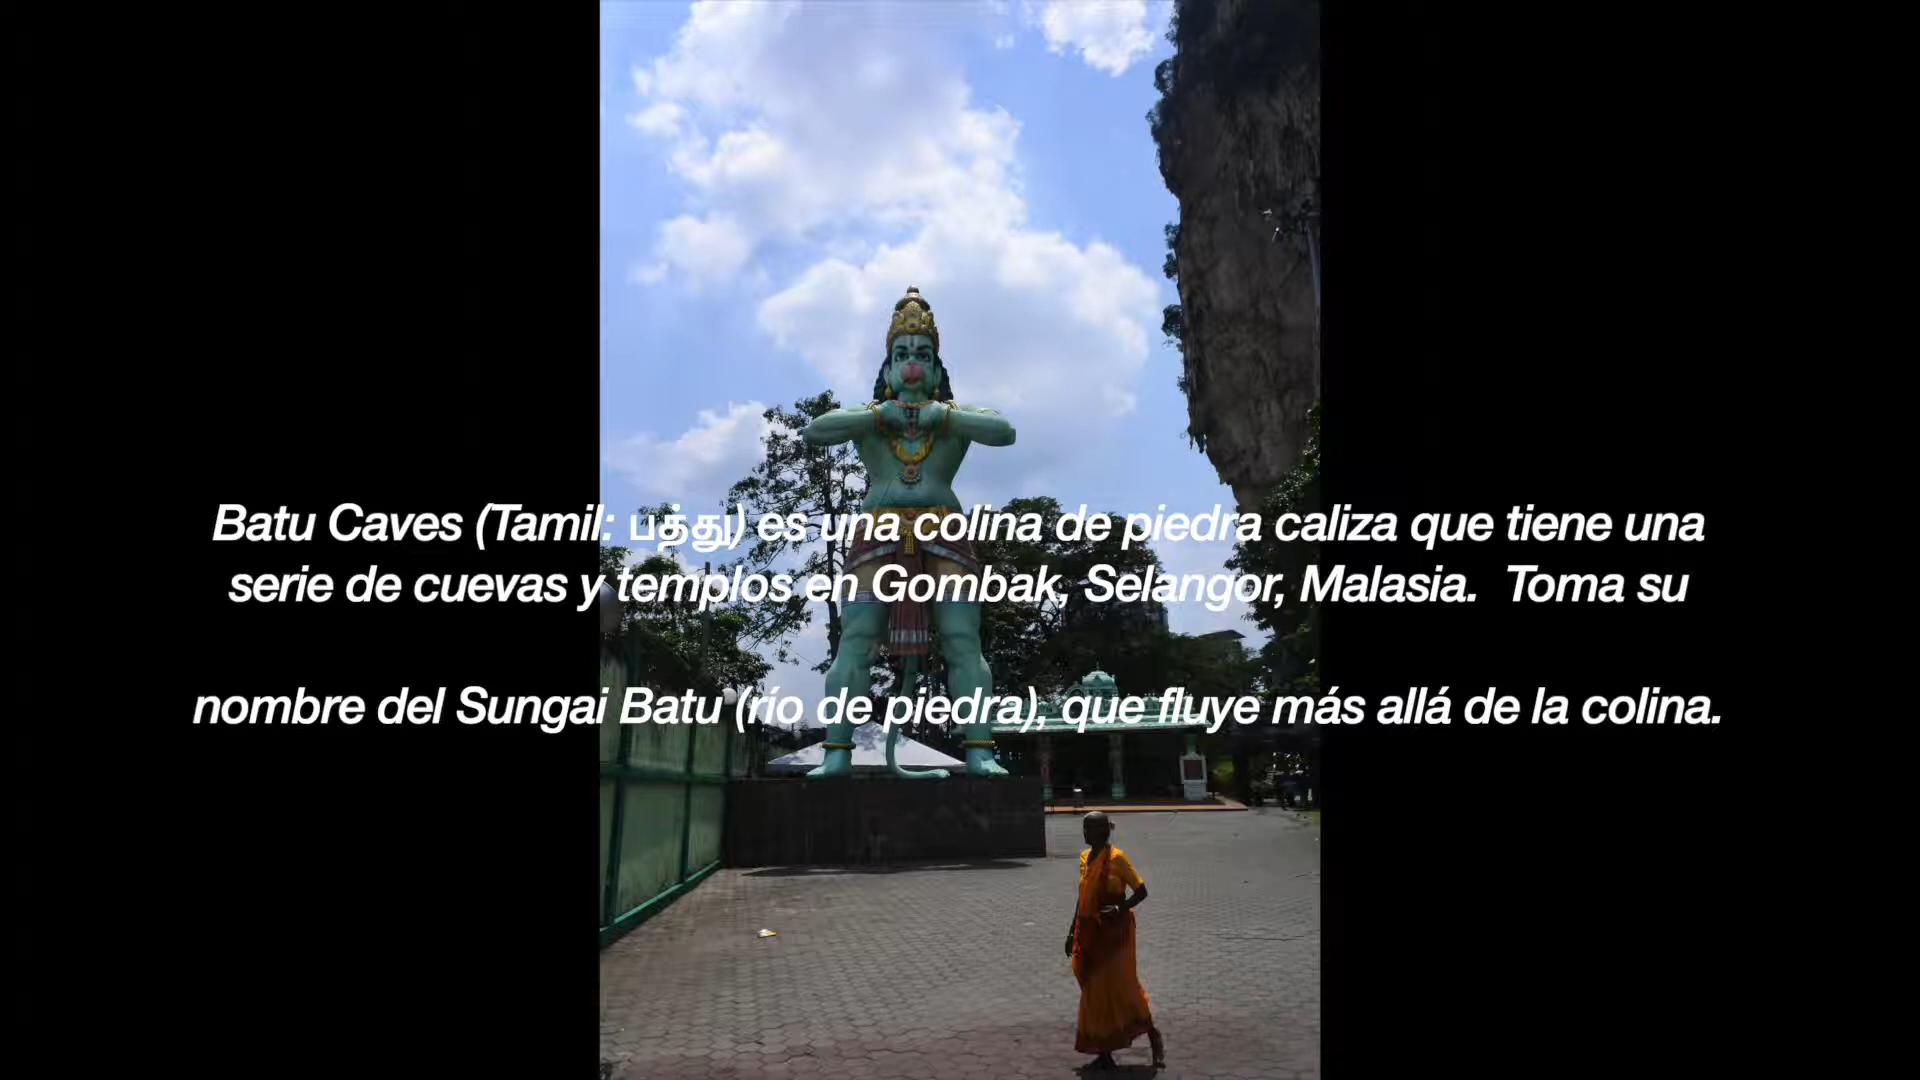 Batu Caves (Tamil: பத்து) es una colina de piedra caliza que tiene una
serie de cuevas y templos en Gombak, Selangor, Malasia.  Toma su
nombre del Sungai Batu (río de piedra), que fluye más allá de la colina.